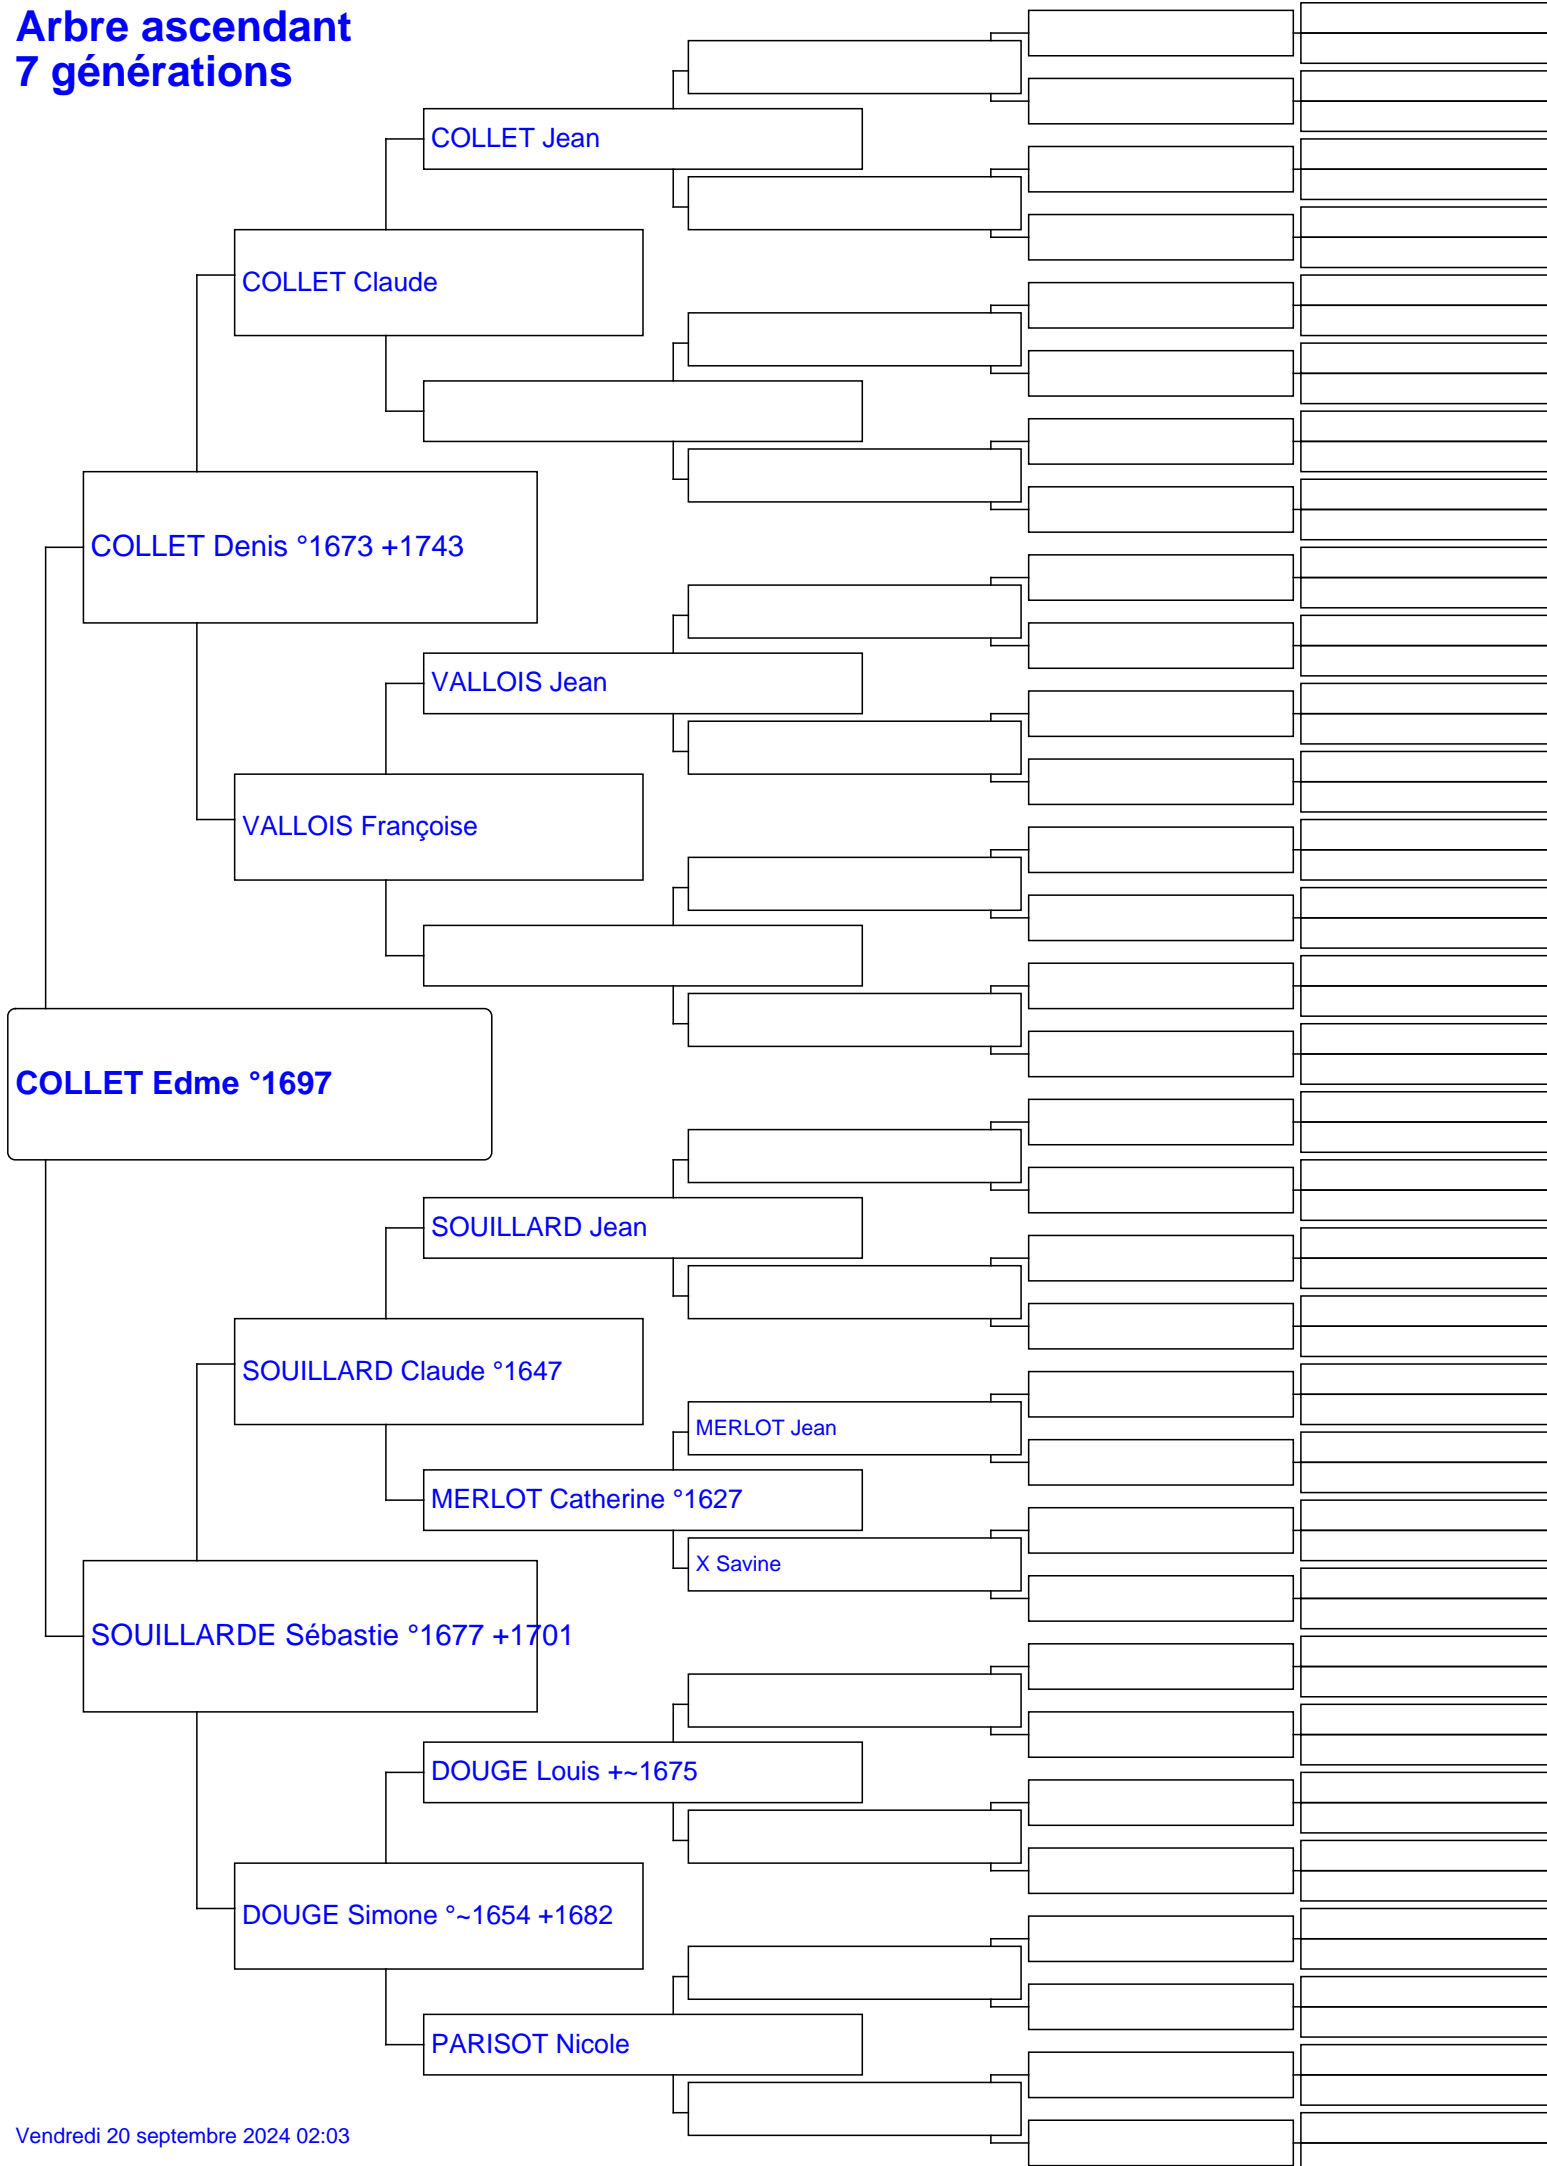 Arbre ascendant
7 générations
COLLET Jean
COLLET Claude
COLLET Denis °1673 +1743
VALLOIS Jean
VALLOIS Françoise
COLLET Edme °1697
SOUILLARD Jean
SOUILLARD Claude °1647
MERLOT Jean
MERLOT Catherine °1627
X Savine
SOUILLARDE Sébastie °1677 +1701
DOUGE Louis +~1675
DOUGE Simone °~1654 +1682
PARISOT Nicole
Vendredi 20 septembre 2024 02:03